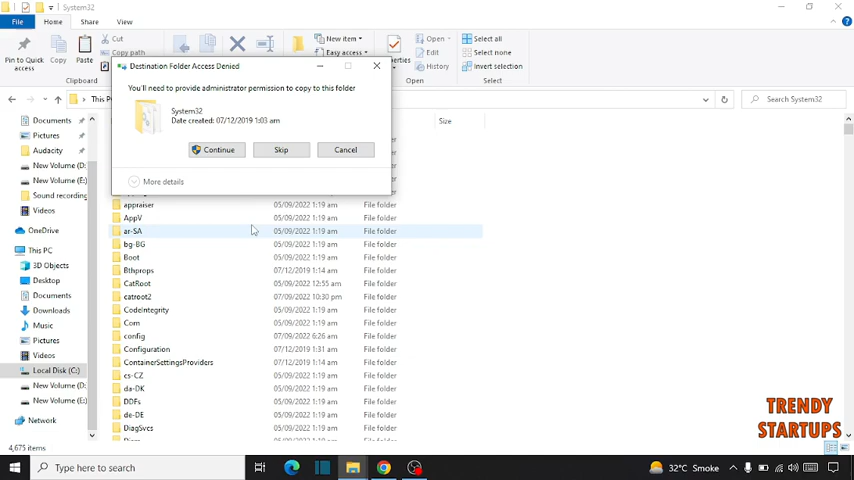 System32
File
Home
Share
View
Pin to Quick access
Copy
Paste
Cut
Copy path
Clipboard
New item
Easy access
Open
Edit
History
Open
Select all
Select none
Invert selection
Select
Destination Folder Access Denied
You'll need to provide administrator permission to copy to this folder
System32
Date created: 07/12/2019 1:03 am
Continue
Skip
Cancel
More details
This P
Search System32
Size
Documents
Pictures
Audacity
New Volume (D:
New Volume (E:)
Sound recording
Videos
OneDrive
This PC
3D Objects
Desktop
Documents
Downloads
Music
Pictures
Videos
Local Disk (C:)
New Volume (D:
New Volume (E:)
Network
appraiser 05/09/2022 1:19 am File folder
AppV 05/09/2022 1:19 am File folder
ar-SA 05/09/2022 1:19 am File folder
bg-BG 05/09/2022 1:19 am File folder
Boot 05/09/2022 1:19 am File folder
Bthprops 07/12/2019 1:14 am File folder
CatRoot 05/09/2022 12:55 am File folder
catroot2 07/09/2022 10:30 pm File folder
CodeIntegrity 05/09/2022 1:19 am File folder
Com 05/09/2022 1:19 am File folder
config 07/09/2022 6:26 am File folder
Configuration 07/12/2019 1:31 am File folder
ContainerSettingsProviders 07/12/2019 1:14 am File folder
cs-CZ 05/09/2022 1:19 am File folder
da-DK 05/09/2022 1:19 am File folder
DDFs 05/09/2022 1:19 am File folder
de-DE 05/09/2022 1:19 am File folder
DiagSvcs 05/09/2022 1:19 am File folder
TRENDY
STARTUPS
4,675 items
Type here to search
32°C Smoke